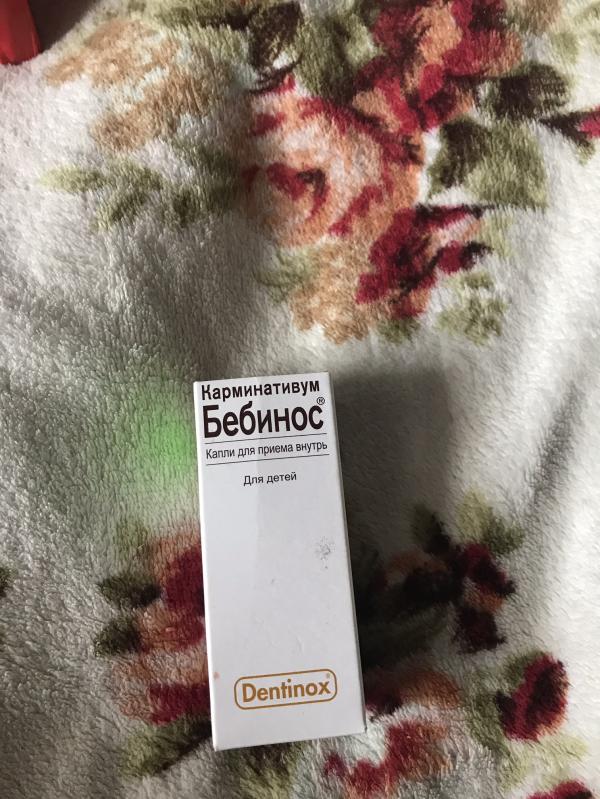 Карминативум
Бебинос®
Капли для приема внутрь
Для детей
Dentinox®